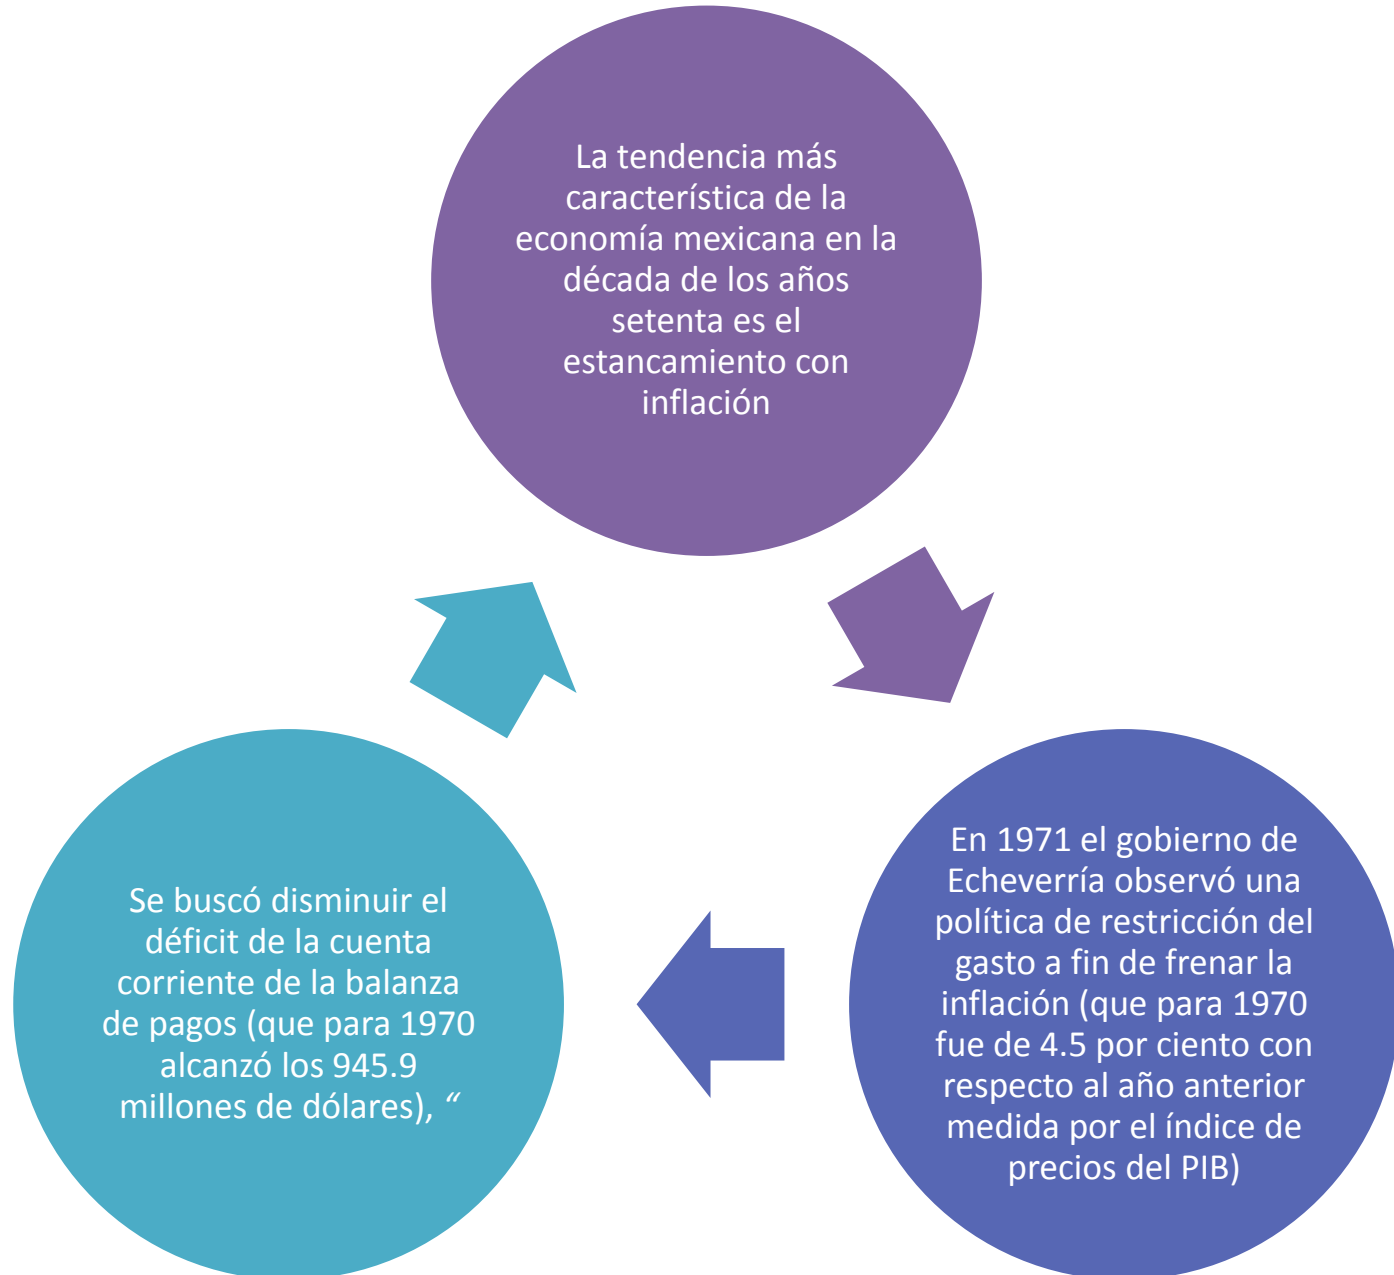 La tendencia más
característica de la
economía mexicana en la
década de los años
setenta es el
estancamiento con
inflación
En 1971 el gobierno de
Echeverría observó una
política de restricción del
gasto a fin de frenar la
inflación (que para 1970
fue de 4.5 por ciento con
respecto al año anterior
medida por el índice de
precios del PIB)
Se buscó disminuir el
déficit de la cuenta
corriente de la balanza
de pagos (que para 1970
alcanzó los 945.9
millones de dólares), “